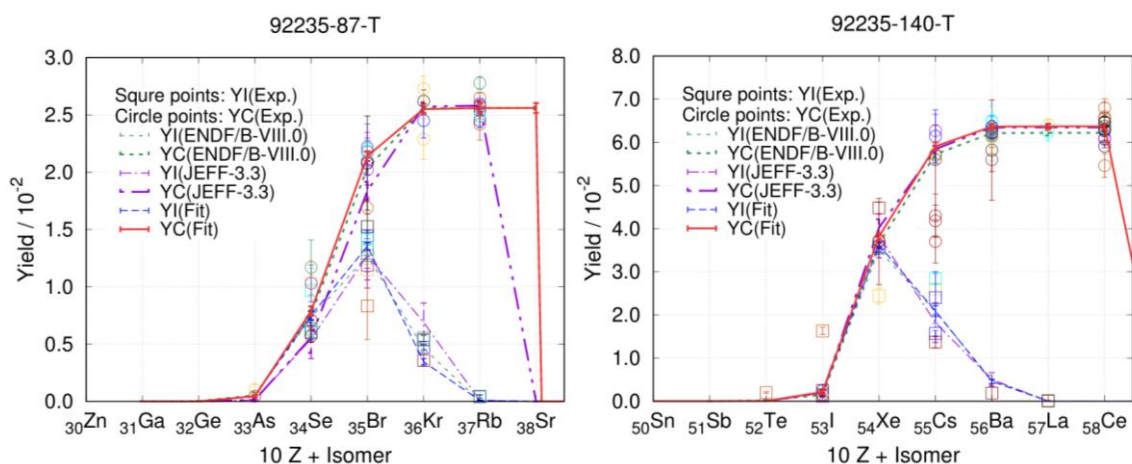 92235-87-T
3.0
2.5
2.0
1.5
1.0
0.5
0.0
Yield / 10-2
Squre points: YI(Exp.)
Circle points: YC(Exp.)
YI(ENDF/B-VIII.0)
YC(ENDF/B-VIII.0)
YI(JEFF-3.3)
YC(JEFF-3.3)
YI(Fit)
YC(Fit)
30Zn 31Ga 32Ge 33As 34Se 35Br 36Kr 37Rb 38Sr
10 Z + Isomer
92235-140-T
8.0
7.0
6.0
5.0
4.0
3.0
2.0
1.0
0.0
Yield / 10-2
Squre points: YI(Exp.)
Circle points: YC(Exp.)
YI(ENDF/B-VIII.0)
YC(ENDF/B-VIII.0)
YI(JEFF-3.3)
YC(JEFF-3.3)
YI(Fit)
YC(Fit)
50Sn 51Sb 52Te 53I 54Xe 55Cs 56Ba 57La 58Ce
10 Z + Isomer